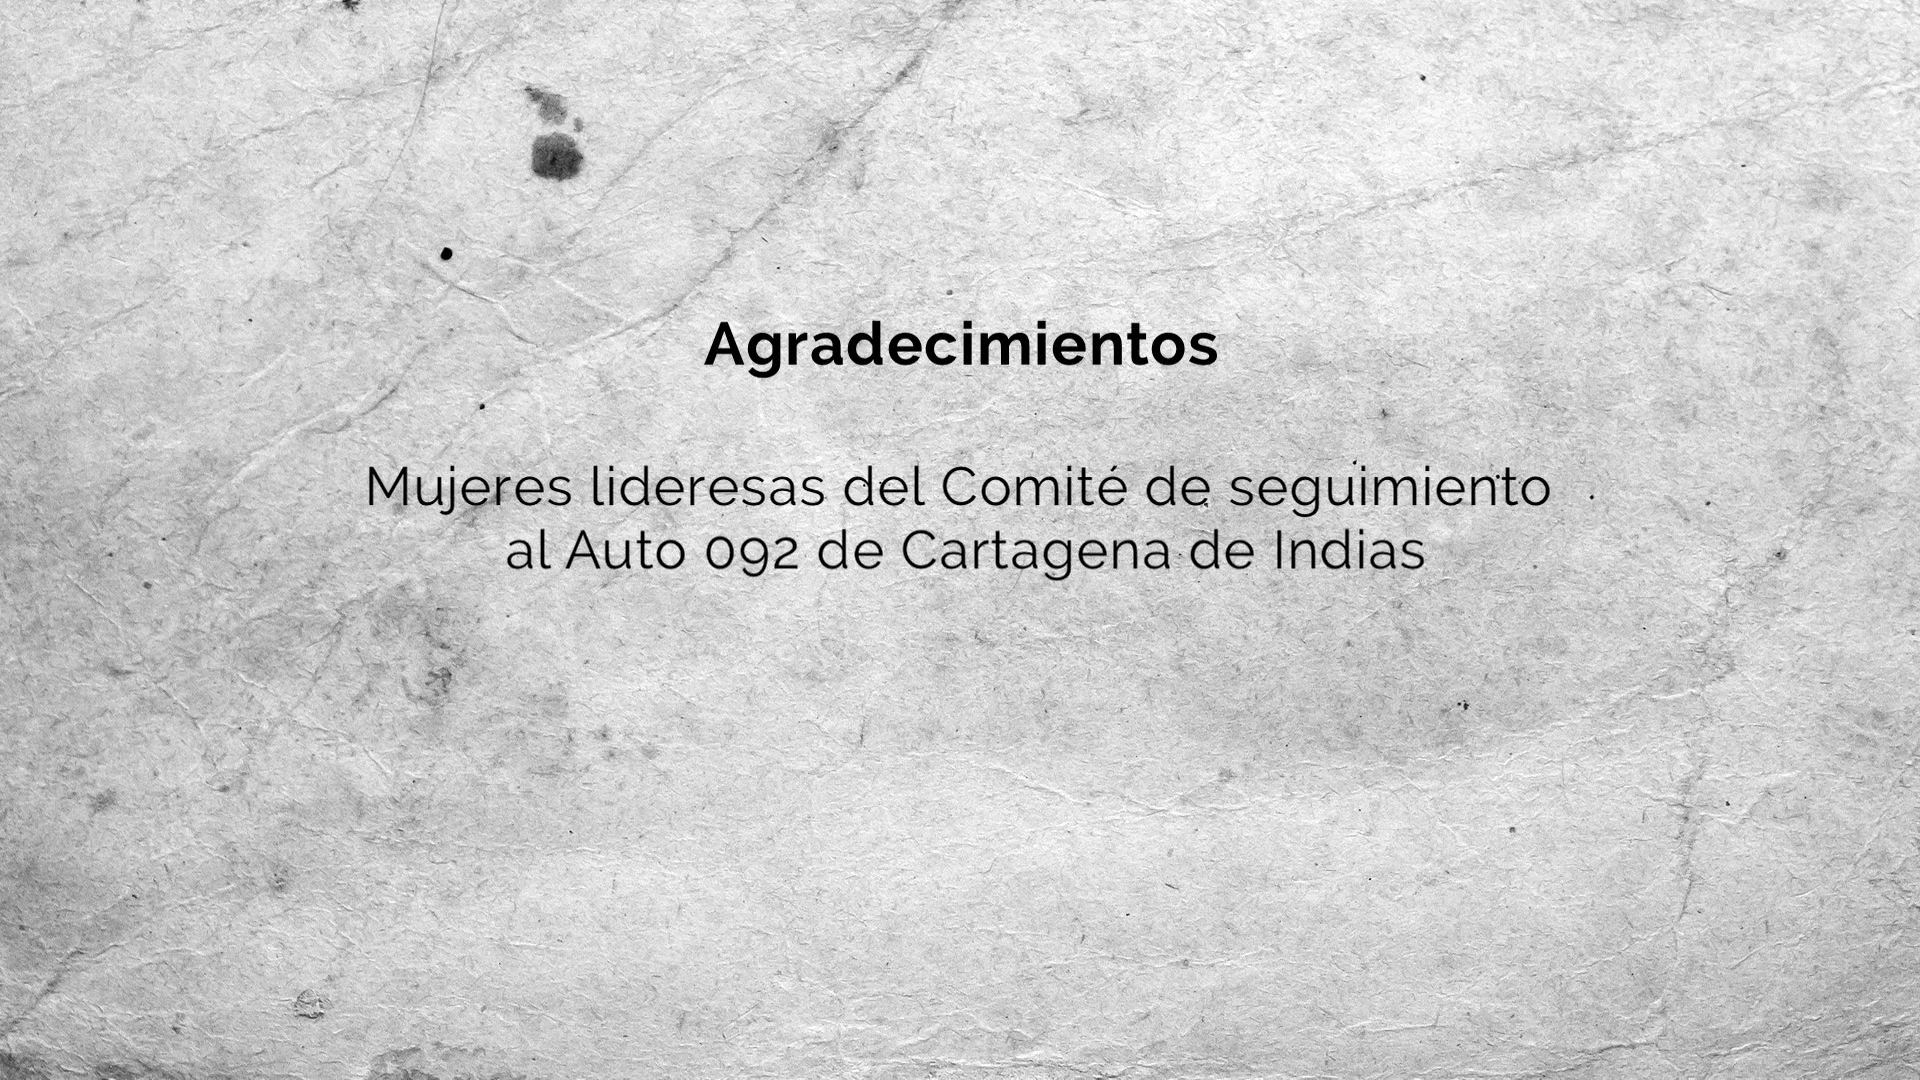 Agradecimientos
Mujeres lideresas del Comité de seguimiento
al Auto 092 de Cartagena de Indias